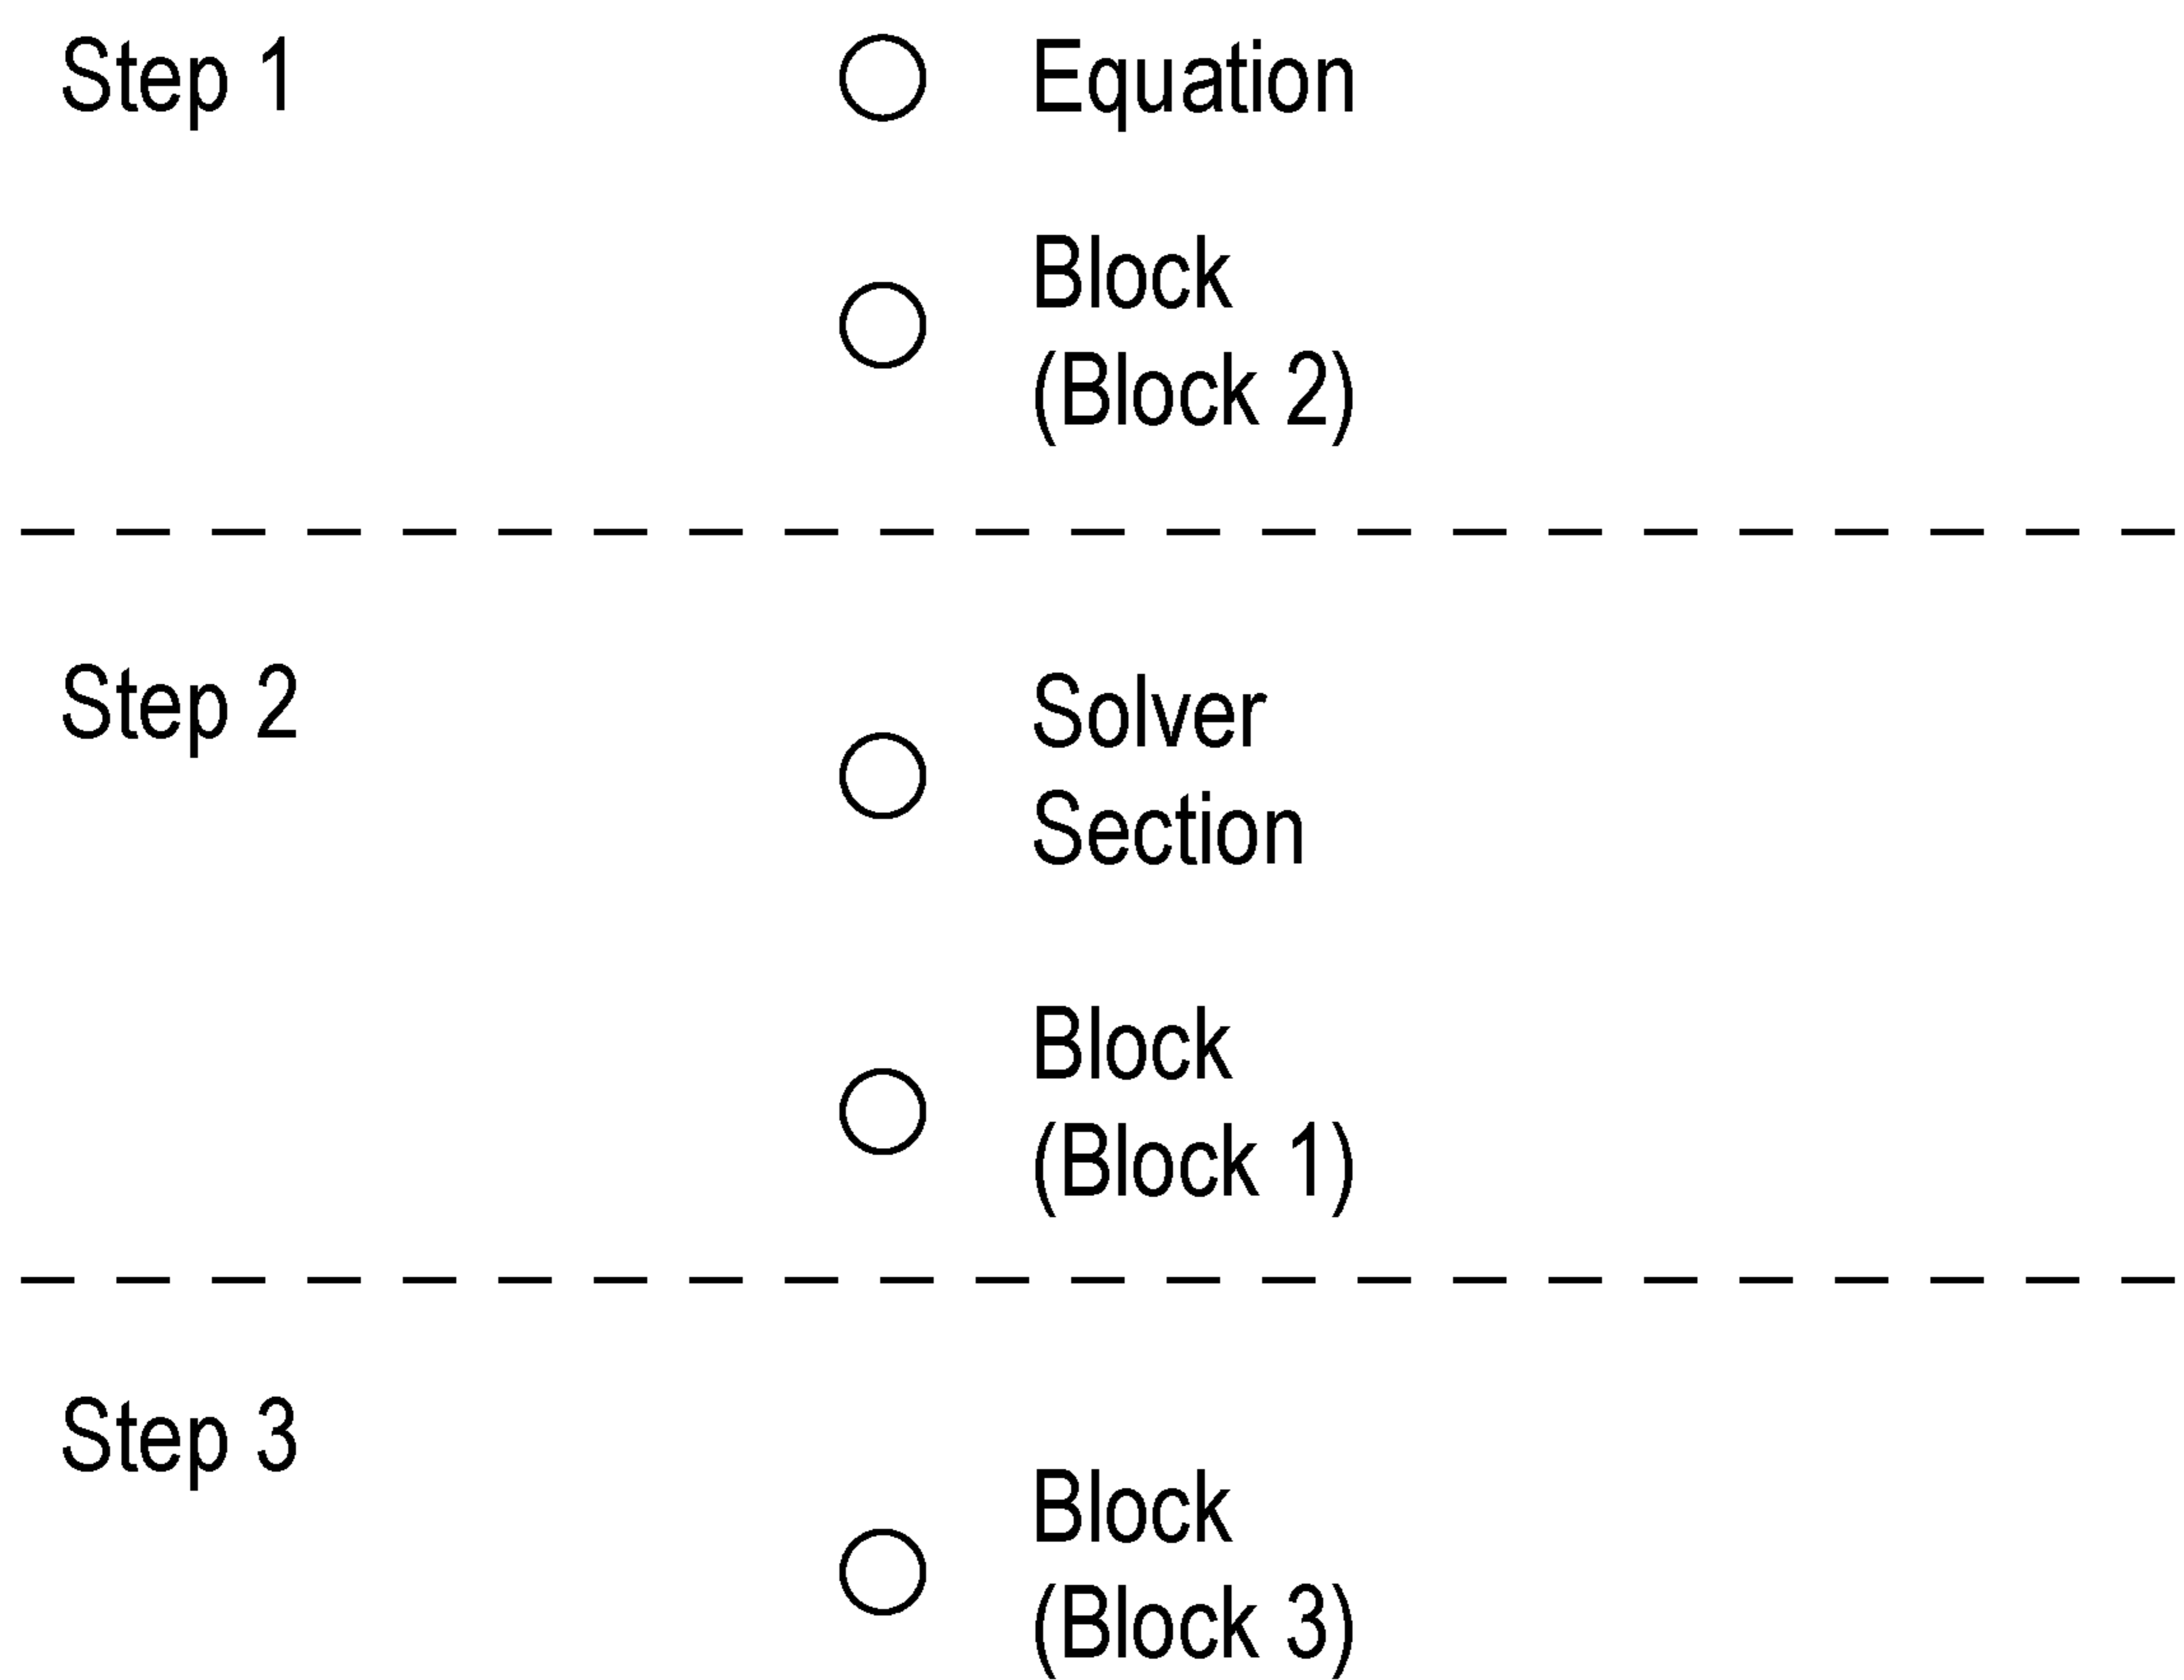 Step 1
Equation
Block
(Block 2)
Step 2
Solver
Section
Block
(Block 1)
Step 3
Block
(Block 3)